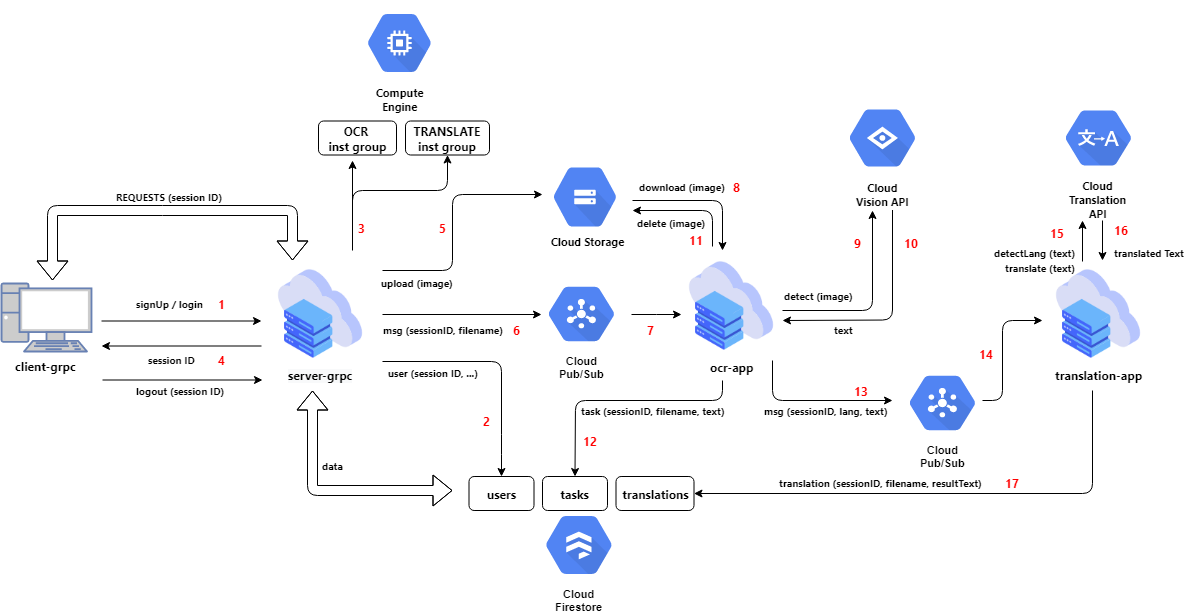 Compute
Engine
OCR
inst group
TRANSLATE
inst group
REQUESTS (session ID)
3
5
Cloud Storage
download (image) 8
delete (image)
11
Cloud
Vision API
9
10
文→A
Cloud
Translation
API
15
16
detectLang (text)
translate (text)
translated Text
upload (image)
signUp / login 1
client-grpc
session ID 4
logout (session ID)
server-grpc
msg (sessionID, filename) 6
Cloud
Pub/Sub
7
user (session ID, ...)
2
ocr-app
detect (image)
text
task (sessionID, filename, text)
12
13
msg (sessionID, lang, text)
14
Cloud
Pub/Sub
translation-app
data
users
tasks
translations
translation (sessionID, filename, resultText) 17
Cloud
Firestore